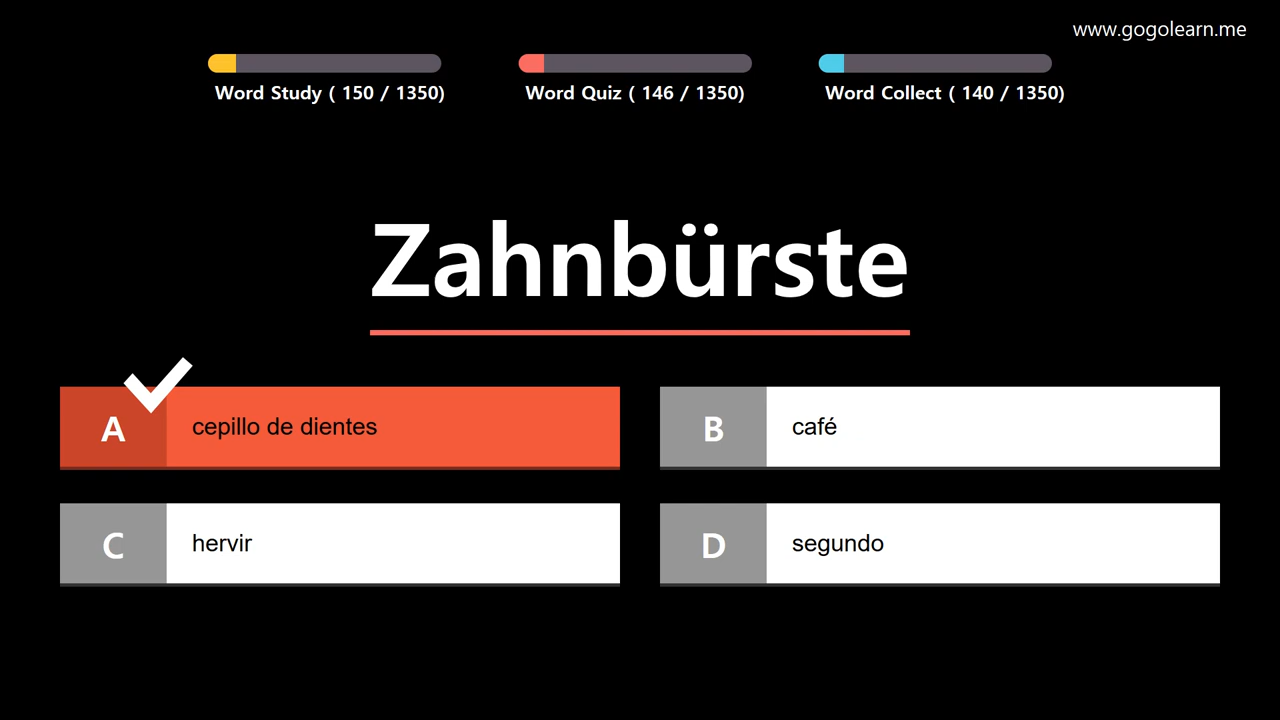 www.gogolearn.me
Word Study ( 150 / 1350)
Word Quiz ( 146 / 1350)
Word Collect ( 140 / 1350)
Zahnbürste
A
cepillo de dientes
B
café
C
hervir
D
segundo